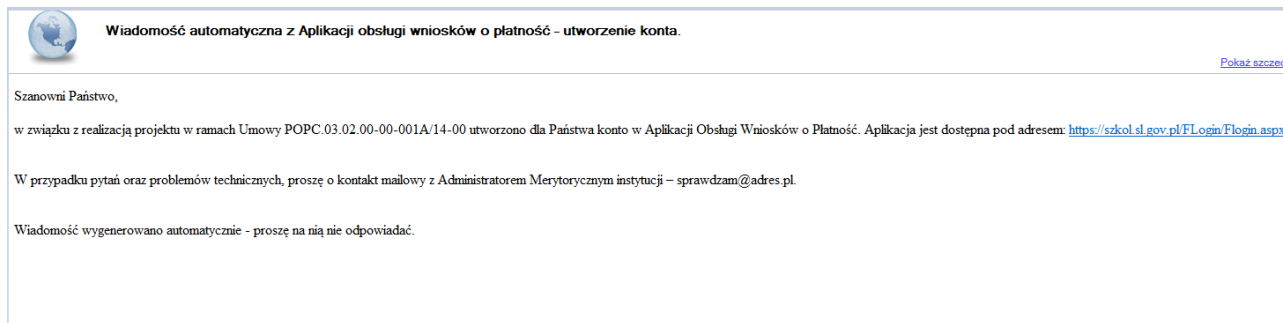 Wiadomość automatyczna z Aplikacji obsługi wniosków o płatność - utworzenie konta.
Pokaż szczeg
Szanowni Państwo,
w związku z realizacją projektu w ramach Umowy POPC.03.02.00-00-001A/14-00 utworzono dla Państwa konto w Aplikacji Obsługi Wniosków o Płatność. Aplikacja jest dostępna pod adresem: https://szkol.sl.gov.pl/FLogin/Flogin.aspx
W przypadku pytań oraz problemów technicznych, proszę o kontakt mailowy z Administratorem Merytorycznym instytucji – sprawdzam@adres.pl.
Wiadomość wygenerowano automatycznie - proszę na nią nie odpowiadać.